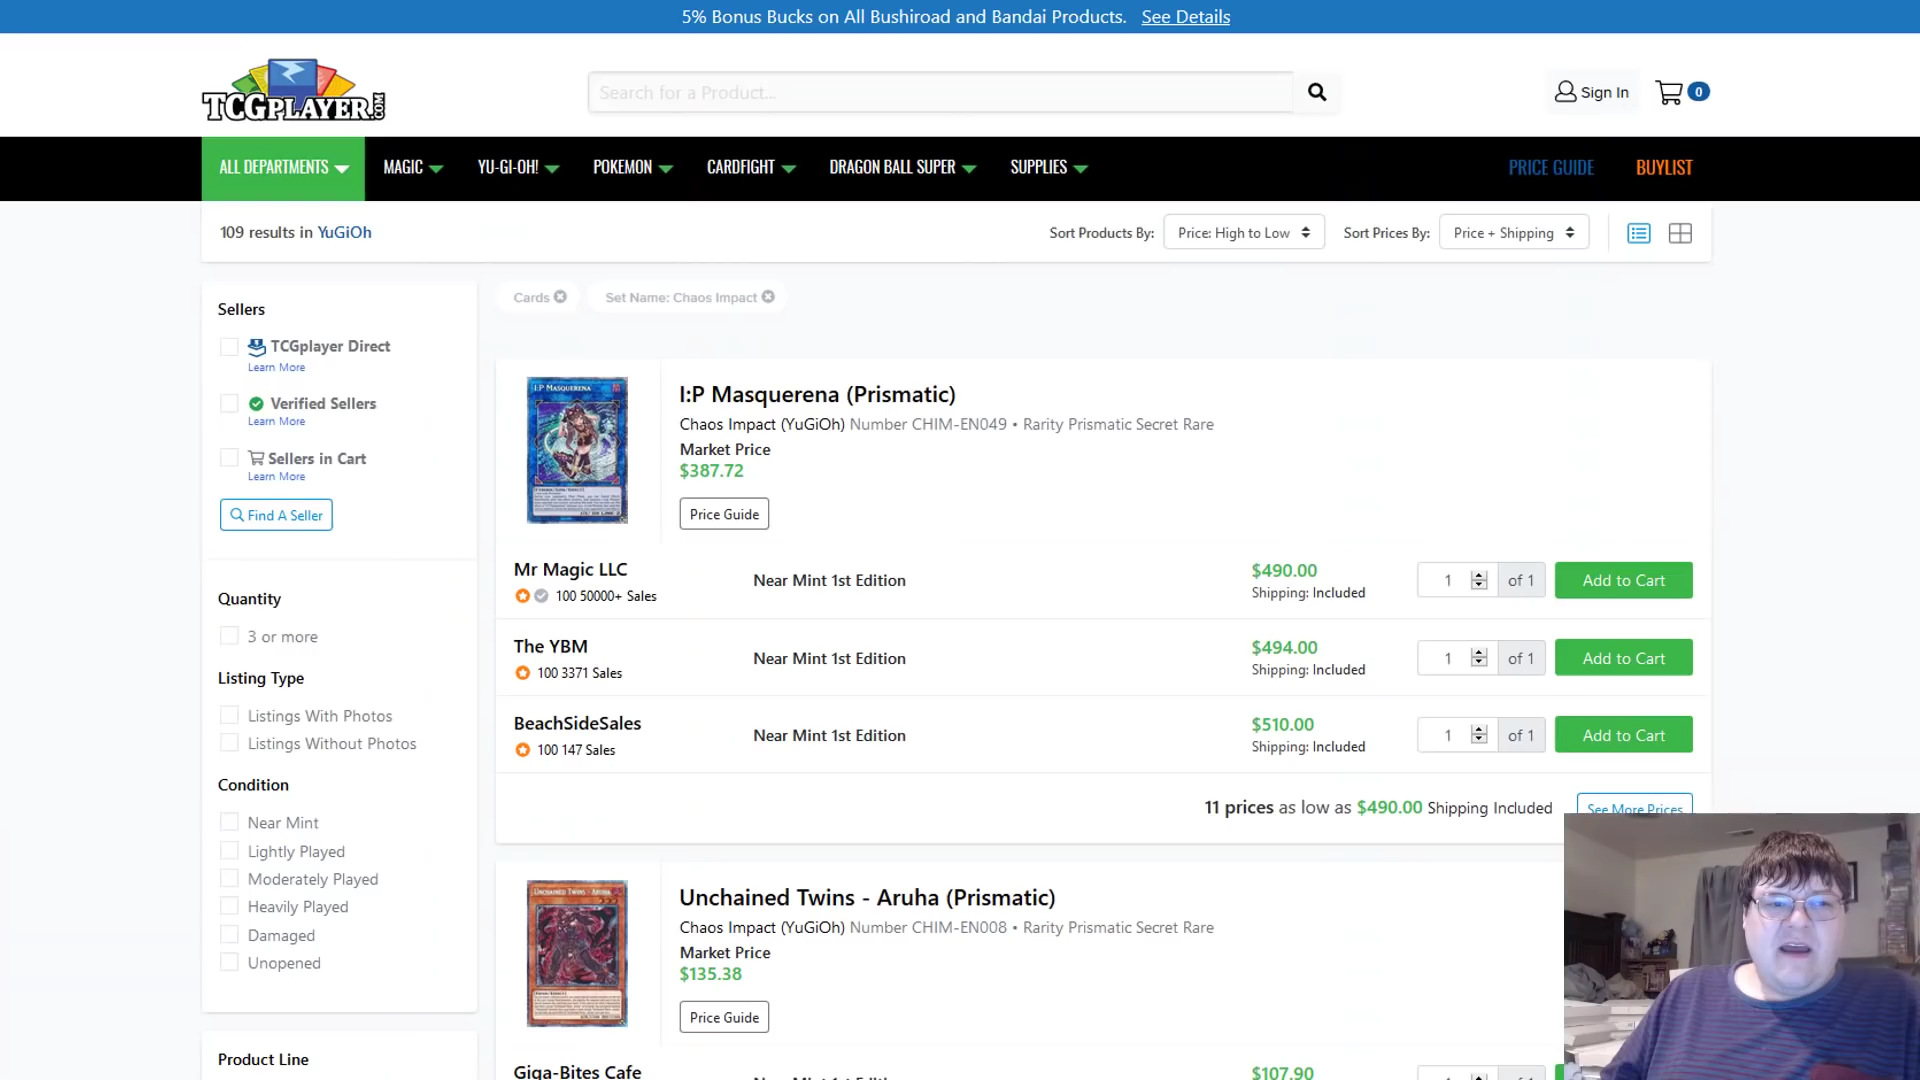 5% Bonus Bucks on All Bushiroad and Bandai Products. See Details
TCGPLAYER.COM
Search for a Product...
Sign In
0
ALL DEPARTMENTS
MAGIC
YU-GI-OH!
POKEMON
CARDFIGHT
DRAGON BALL SUPER
SUPPLIES
PRICE GUIDE
BUYLIST
109 results in YuGiOh
Sort Products By: Price: High to Low
Sort Prices By: Price + Shipping
Sellers
TCGplayer Direct
Learn More
Verified Sellers
Learn More
Sellers in Cart
Learn More
Find A Seller
Quantity
3 or more
Listing Type
Listings With Photos
Listings Without Photos
Condition
Near Mint
Lightly Played
Moderately Played
Heavily Played
Damaged
Unopened
Product Line
Cards
Set Name: Chaos Impact
I:P MASQUERENA
I:P Masquerena (Prismatic)
Chaos Impact (YuGiOh) Number CHIM-EN049 • Rarity Prismatic Secret Rare
Market Price
$387.72
Price Guide
Mr Magic LLC
100 50000+ Sales
Near Mint 1st Edition
$490.00
Shipping: Included
1 of 1
Add to Cart
The YBM
100 3371 Sales
Near Mint 1st Edition
$494.00
Shipping: Included
1 of 1
Add to Cart
BeachSideSales
100 147 Sales
Near Mint 1st Edition
$510.00
Shipping: Included
1 of 1
Add to Cart
11 prices as low as $490.00 Shipping Included
See More Prices
UNCHAINED TWINS - ARUHA
Unchained Twins - Aruha (Prismatic)
Chaos Impact (YuGiOh) Number CHIM-EN008 • Rarity Prismatic Secret Rare
Market Price
$135.38
Price Guide
Giga-Bites Cafe
Near Mint 1st Edition
$107.90